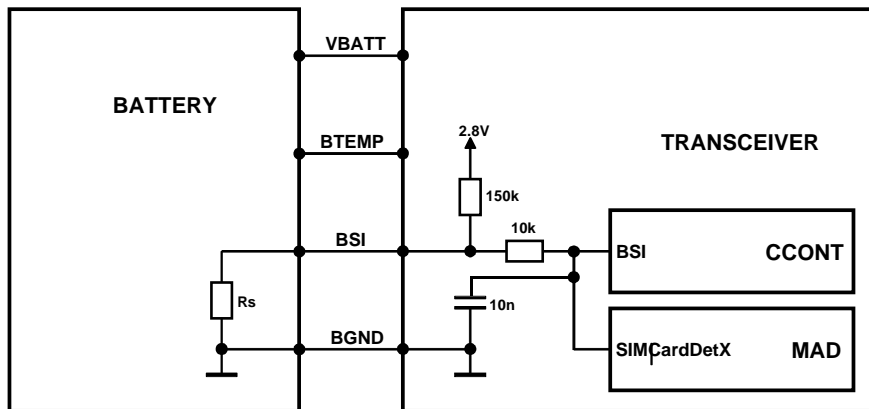 VBATT
BATTERY
2.8V
BTEMP
TRANSCEIVER
150k
10k
BSI
BSI
CCONT
Rs
10n
BGND
SIMCardDetX
MAD